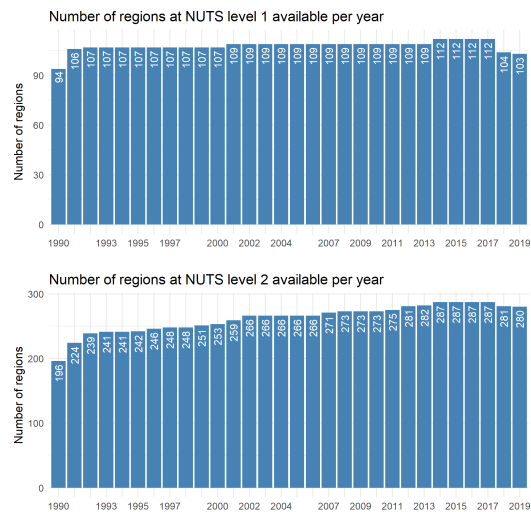 Number of regions at NUTS level 1 available per year
Number of regions
90
60
30
0
94 106 107 107 107 107 107 107 107 107 107 109 109 109 109 109 109 109 109 109 109 109 109 109 112 112 112 112 104 103
1990 1993 1995 1997 2000 2002 2004 2007 2009 2011 2013 2015 2017 2019
Number of regions at NUTS level 2 available per year
Number of regions
300
200
100
0
196 224 239 241 241 242 246 248 248 251 253 259 266 266 266 266 266 271 273 273 273 275 281 282 287 287 287 287 281 280
1990 1993 1995 1997 2000 2002 2004 2007 2009 2011 2013 2015 2017 2019